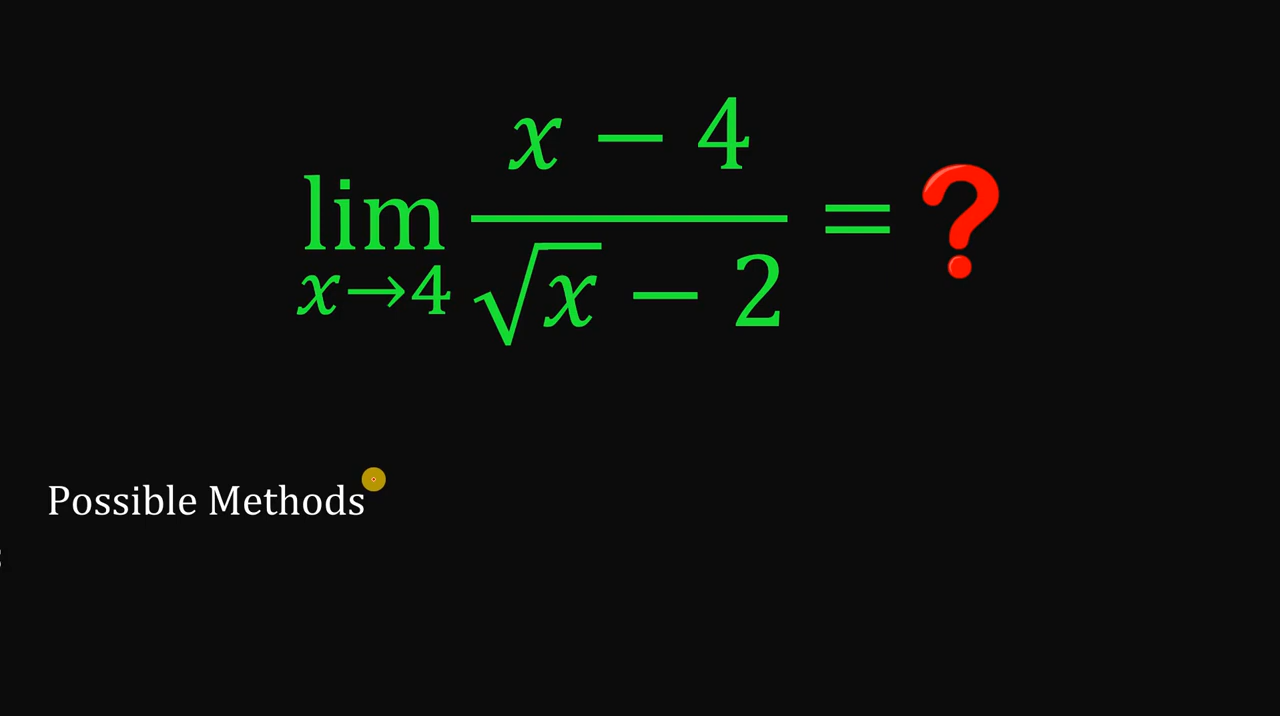 lim x→4 (x − 4)/(√x − 2) = ❓
Possible Methods